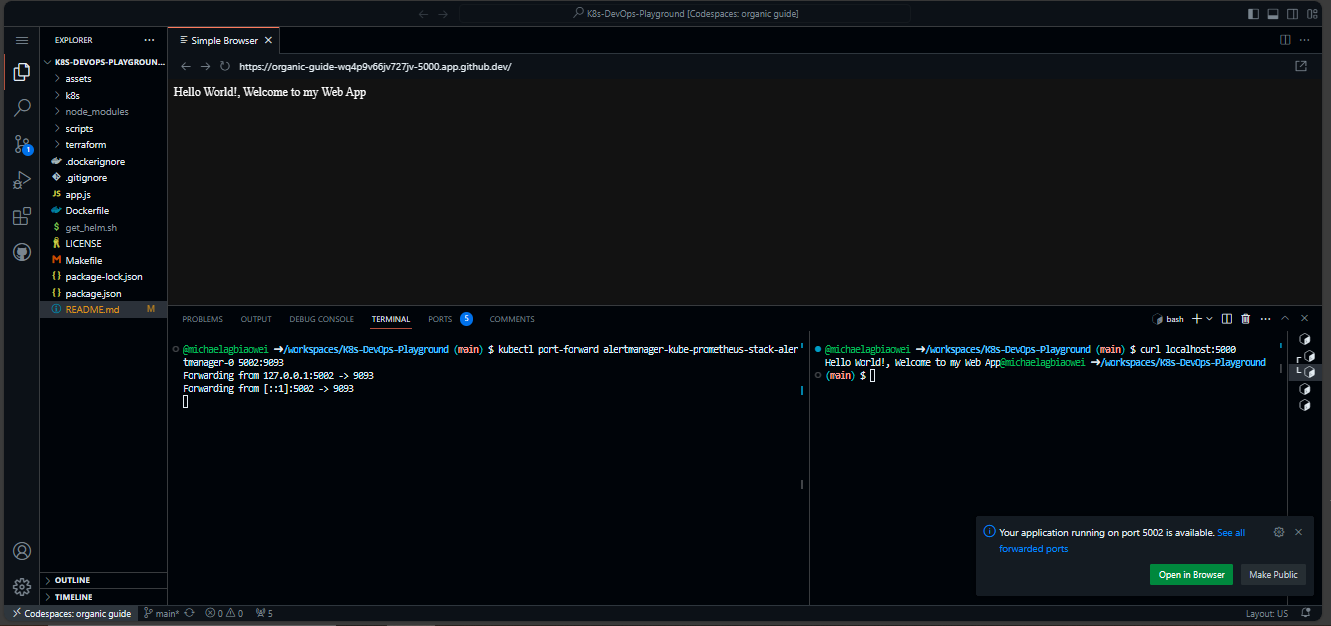 K8s-DevOps-Playground [Codespaces: organic guide]
EXPLORER
Simple Browser
K8S-DEVOPS-PLAYGROUN...
https://organic-guide-wq4p9v66jv727jv-5000.app.github.dev/
assets
k8s
node_modules
scripts
terraform
.dockerignore
.gitignore
JS app.js
Dockerfile
$ get_helm.sh
LICENSE
M Makefile
{} package-lock.json
{} package.json
README.md M
Hello World!, Welcome to my Web App
PROBLEMS OUTPUT DEBUG CONSOLE TERMINAL PORTS 5 COMMENTS
bash
@michaelagbiaowei ➜/workspaces/K8s-DevOps-Playground (main) $ kubectl port-forward alertmanager-kube-prometheus-stack-aler
tmanager-0 5002:9093
Forwarding from 127.0.0.1:5002 -> 9093
Forwarding from [::1]:5002 -> 9093
@michaelagbiaowei ➜/workspaces/K8s-DevOps-Playground (main) $ curl localhost:5000
Hello World!, Welcome to my Web App@michaelagbiaowei ➜/workspaces/K8s-DevOps-Playground
(main) $
1
Your application running on port 5002 is available. See all
forwarded ports
Open in Browser Make Public
OUTLINE
TIMELINE
Codespaces: organic guide main* 0 0 5 Layout: US